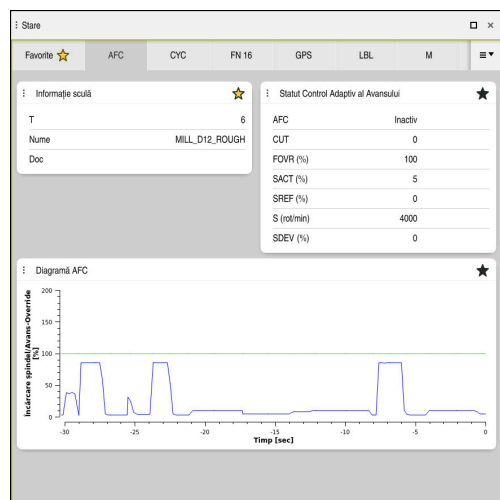 Stare
Favorite AFC CYC FN 16 GPS LBL M
Informație sculă
T 6
Nume MILL_D12_ROUGH
Doc
Statut Control Adaptiv al Avansului
AFC Inactiv
CUT 0
FOVR (%) 100
SACT (%) 5
SREF (%) 0
S (rot/min) 4000
SDEV (%) 0
Diagramă AFC
Încărcare spindel/Avans-Override
[%]
200
150
100
50
0
-30 -25 -20 -15 -10 -5 0
Timp [sec]